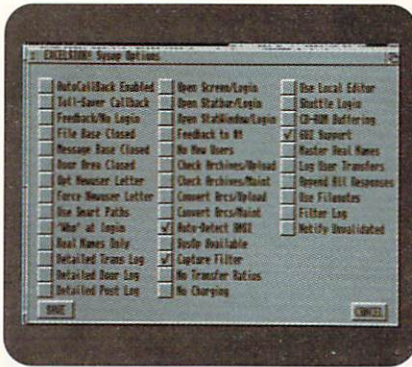 EXCELSIOR! Sysop Options
AutoCallBack Enabled
Toll-Saver Callback
Feedback/No Login
File Base Closed
Message Base Closed
Door Area Closed
Opt Newuser Letter
Force Newuser Letter
Use Smart Paths
"Who" at Login
Real Names Only
Detailed Trans Log
Detailed Door Log
Detailed Post Log
Open Screen/Login
Open StatBar/Login
Open StatWindow/Login
Feedback to #1
No New Users
Check Archives/Upload
Check Archives/Maint
Convert Arcs/Upload
Convert Arcs/Maint
Auto-Detect
SysOp Available
Capture Filter
No Transfer Ratios
No Charging
Use Local Editor
Shuttle Login
CD-ROM Buffering
Support
Master Real Names
Log User Transfers
Append All Responses
Use Filenotes
Filter Log
Notify Unvalidated
SAVE
CANCEL